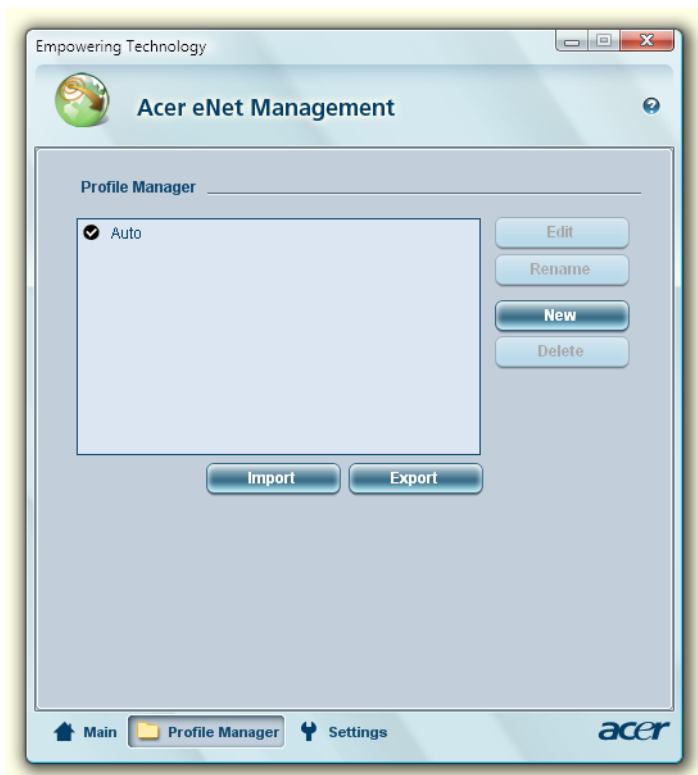 Empowering Technology
Acer eNet Management
Profile Manager
Auto
Edit
Rename
New
Delete
Import Export
Main Profile Manager Settings acer